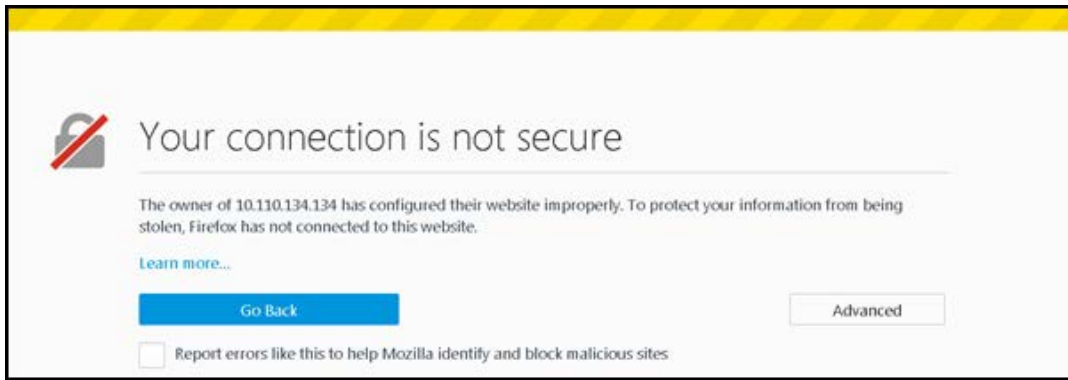 Your connection is not secure
The owner of 10.110.134.134 has configured their website improperly. To protect your information from being
stolen, Firefox has not connected to this website.
Learn more...
Go Back
Advanced
Report errors like this to help Mozilla identify and block malicious sites